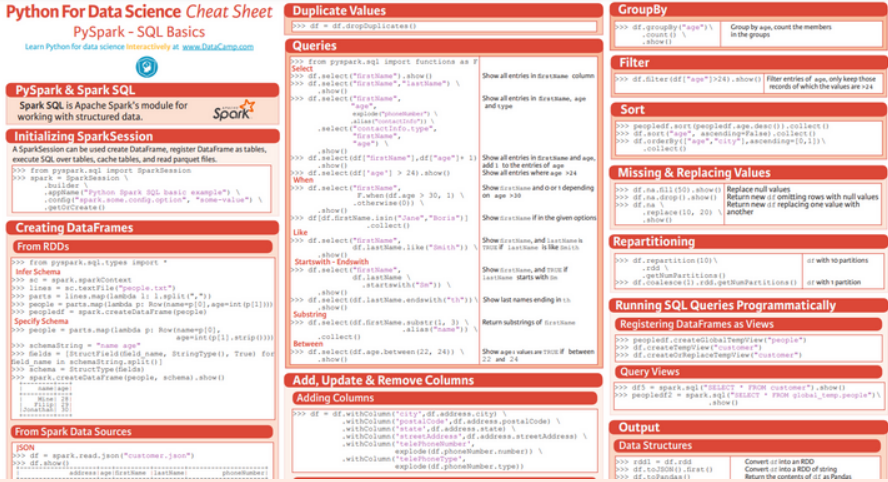 Python For Data Science Cheat Sheet
PySpark - SQL Basics
Learn Python for data science Interactively at www.DataCamp.com
PySpark & Spark SQL
Spark SQL is Apache Spark's module for
working with structured data.
Spark
Initializing SparkSession
A SparkSession can be used create DataFrame, register DataFrame as tables,
execute SQL over tables, cache tables, and read parquet files.
>>> from pyspark.sql import SparkSession
>>> spark = SparkSession \
.builder \
.appName("Python Spark SQL basic example") \
.config("spark.some.config.option", "some-value") \
.getOrCreate()
Creating DataFrames
From RDDs
>>> from pyspark.sql.types import *
Infer Schema
>>> sc = spark.sparkContext
>>> lines = sc.textFile("people.txt")
>>> parts = lines.map(lambda l: l.split(","))
>>> people = parts.map(lambda p: Row(name=p[0],age=int(p[1])))
>>> peopledf = spark.createDataFrame(people)
Specify Schema
>>> people = parts.map(lambda p: Row(name=p[0],
age=int(p[1].strip())))
>>> schemaString = "name age"
>>> fields = [StructField(field_name, StringType(), True) for
field_name in schemaString.split()]
>>> schema = StructType(fields)
>>> spark.createDataFrame(people, schema).show()
| name|age|
| Mine| 28|
| Filip| 29|
|Jonathan| 30|
From Spark Data Sources
JSON
>>> df = spark.read.json("customer.json")
>>> df.show()
| address|age|firstName |lastName| phoneNumber|
Duplicate Values
>>> df = df.dropDuplicates()
Queries
>>> from pyspark.sql import functions as F
Select
>>> df.select("firstName").show() Show all entries in firstName column
>>> df.select("firstName","lastName") \
.show()
>>> df.select("firstName", Show all entries in firstName, age
"age", and type
explode("phoneNumber") \
.alias("contactInfo")) \
.select("contactInfo.type",
"firstName",
"age") \
.show()
>>> df.select(df["firstName"],df["age"]+ 1) Show all entries in firstName and age,
.show() add 1 to the entries of age
>>> df.select(df['age'] > 24).show() Show all entries where age >24
When
>>> df.select("firstName", Show firstName and 0 or 1 depending
F.when(df.age > 30, 1) \ on age >30
.otherwise(0)) \
.show()
>>> df[df.firstName.isin("Jane","Boris")] Show firstName if in the given options
.collect()
Like
>>> df.select("firstName", Show firstName, and lastName is
df.lastName.like("Smith")) \ TRUE if lastName is like Smith
.show()
Startswith - Endswith
>>> df.select("firstName", Show firstName, and TRUE if
df.lastName \ lastName starts with Sm
.startswith("Sm")) \
.show()
>>> df.select(df.lastName.endswith("th")) \ Show last names ending in th
.show()
Substring
>>> df.select(df.firstName.substr(1, 3) \ Return substrings of firstName
.alias("name")) \
.collect()
Between
>>> df.select(df.age.between(22, 24)) \ Show age: values are TRUE if between
.show() 22 and 24
Add, Update & Remove Columns
Adding Columns
>>> df = df.withColumn('city',df.address.city) \
.withColumn('postalCode',df.address.postalCode) \
.withColumn('state',df.address.state) \
.withColumn('streetAddress',df.address.streetAddress) \
.withColumn('telePhoneNumber',
explode(df.phoneNumber.number)) \
.withColumn('telePhoneType',
explode(df.phoneNumber.type))
GroupBy
>>> df.groupBy("age")\ Group by age, count the members
.count() \ in the groups
.show()
Filter
>>> df.filter(df["age"]>24).show() Filter entries of age, only keep those
records of which the values are >24
Sort
>>> peopledf.sort(peopledf.age.desc()).collect()
>>> df.sort("age", ascending=False).collect()
>>> df.orderBy(["age","city"],ascending=[0,1])\
.collect()
Missing & Replacing Values
>>> df.na.fill(50).show() Replace null values
>>> df.na.drop().show() Return new df omitting rows with null values
>>> df.na \ Return new df replacing one value with
.replace(10, 20) \ another
.show()
Repartitioning
>>> df.repartition(10)\ df with 10 partitions
.rdd \
.getNumPartitions()
>>> df.coalesce(1).rdd.getNumPartitions() df with 1 partition
Running SQL Queries Programmatically
Registering DataFrames as Views
>>> peopledf.createGlobalTempView("people")
>>> df.createTempView("customer")
>>> df.createOrReplaceTempView("customer")
Query Views
>>> df5 = spark.sql("SELECT * FROM customer").show()
>>> peopledf2 = spark.sql("SELECT * FROM global_temp.people")\
.show()
Output
Data Structures
>>> rdd1 = df.rdd Convert df into an RDD
>>> df.toJSON().first() Convert df into a RDD of string
>>> df.toPandas() Return the contents of df as Pandas